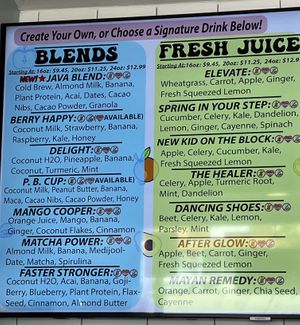 Create Your Own, or Choose a Signature Drink Below!
BLENDS
Starting At: 16oz: $9.45, 20oz: $11.25, 24oz: $12.99
NEW! JAVA BLEND:
Cold Brew, Almond Milk, Banana,
Plant Protein, Acai, Dates, Cacao
Nibs, Cacao Powder, Granola
BERRY HAPPY: AVAILABLE)
Coconut Milk, Strawberry, Banana,
Raspberry, Kale, Honey
DELIGHT:
Coconut H2O, Pineapple, Banana,
Coconut, Turmeric, Mint
P. B. CUP: AVAILABLE)
Coconut Milk, Peanut Butter, Banana,
Maca, Cacao Nibs, Cacao Powder, Honey
MANGO COOPER:
Orange Juice, Mango, Banana,
Ginger, Coconut Flakes, Cinnamon
MATCHA POWER:
Almond Milk, Banana, Medjool-
Date, Matcha, Spirulina
FASTER STRONGER:
Coconut H2O, Acai, Banana, Goji-
Berry, Blueberry, Plant Protein, Flax-
Seed, Cinnamon, Almond Butter
FRESH JUICE
Starting At: 16oz: $9.45, 20oz: $11.25, 24oz: $12.99
ELEVATE:
Wheatgrass, Carrot, Apple, Ginger,
Fresh Squeezed Lemon
SPRING IN YOUR STEP:
Cucumber, Celery, Kale, Dandelion,
Lemon, Ginger, Cayenne, Spinach
NEW KID ON THE BLOCK:
Apple, Celery, Cucumber, Kale,
Fresh Squeezed Lemon
THE HEALER:
Celery, Apple, Turmeric Root,
Mint, Dandelion
DANCING SHOES:
Beet, Celery, Kale, Lemon,
Parsley, Mint
AFTER GLOW:
Apple, Beet, Carrot, Ginger,
Fresh Squeezed Lemon
MAYAN REMEDY:
Orange, Carrot, Ginger, Chia Seed,
Cayenne